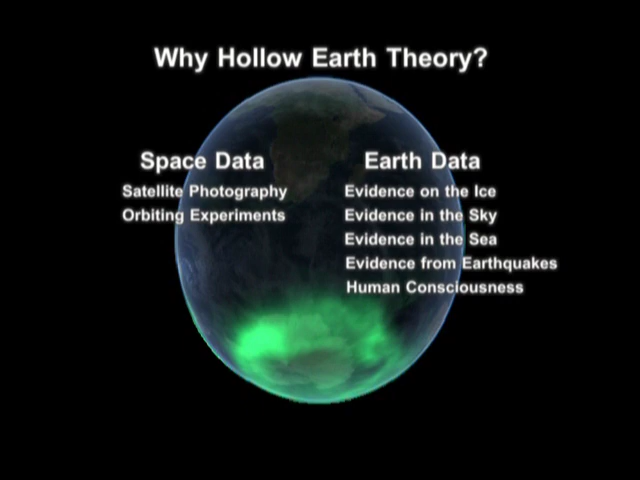 Why Hollow Earth Theory?
Space Data
Satellite Photography
Orbiting Experiments
Earth Data
Evidence on the Ice
Evidence in the Sky
Evidence in the Sea
Evidence from Earthquakes
Human Consciousness